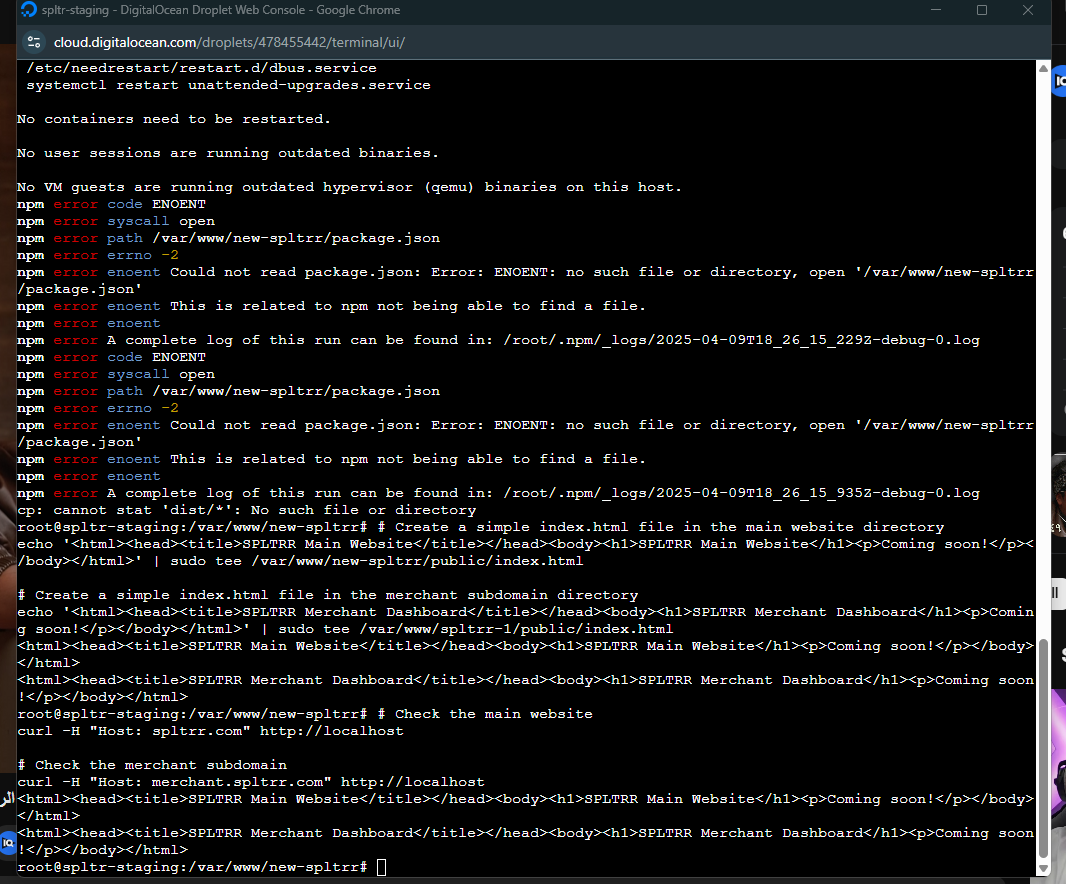 spltr-staging - DigitalOcean Droplet Web Console - Google Chrome
cloud.digitalocean.com/droplets/478455442/terminal/ui/
/etc/needrestart/restart.d/dbus.service
systemctl restart unattended-upgrades.service
No containers need to be restarted.
No user sessions are running outdated binaries.
No VM guests are running outdated hypervisor (qemu) binaries on this host.
npm error code ENOENT
npm error syscall open
npm error path /var/www/new-spltrr/package.json
npm error errno -2
npm error enoent Could not read package.json: Error: ENOENT: no such file or directory, open '/var/www/new-spltrr
/package.json'
npm error enoent This is related to npm not being able to find a file.
npm error enoent
npm error A complete log of this run can be found in: /root/.npm/_logs/2025-04-09T18_26_15_229Z-debug-0.log
npm error code ENOENT
npm error syscall open
npm error path /var/www/new-spltrr/package.json
npm error errno -2
npm error enoent Could not read package.json: Error: ENOENT: no such file or directory, open '/var/www/new-spltrr
/package.json'
npm error enoent This is related to npm not being able to find a file.
npm error enoent
npm error A complete log of this run can be found in: /root/.npm/_logs/2025-04-09T18_26_15_935Z-debug-0.log
cp: cannot stat 'dist/*': No such file or directory
root@spltr-staging:/var/www/new-spltrr# # Create a simple index.html file in the main website directory
echo '<html><head><title>SPLTRR Main Website</title></head><body><h1>SPLTRR Main Website</h1><p>Coming soon!</p><
/body></html>' | sudo tee /var/www/new-spltrr/public/index.html
# Create a simple index.html file in the merchant subdomain directory
echo '<html><head><title>SPLTRR Merchant Dashboard</title></head><body><h1>SPLTRR Merchant Dashboard</h1><p>Comin
g soon!</p></body></html>' | sudo tee /var/www/spltrr-1/public/index.html
<html><head><title>SPLTRR Main Website</title></head><body><h1>SPLTRR Main Website</h1><p>Coming soon!</p></body>
</html>
<html><head><title>SPLTRR Merchant Dashboard</title></head><body><h1>SPLTRR Merchant Dashboard</h1><p>Coming soon
!</p></body></html>
root@spltr-staging:/var/www/new-spltrr# # Check the main website
curl -H "Host: spltrr.com" http://localhost
# Check the merchant subdomain
curl -H "Host: merchant.spltrr.com" http://localhost
<html><head><title>SPLTRR Main Website</title></head><body><h1>SPLTRR Main Website</h1><p>Coming soon!</p></body>
</html>
<html><head><title>SPLTRR Merchant Dashboard</title></head><body><h1>SPLTRR Merchant Dashboard</h1><p>Coming soon
!</p></body></html>
root@spltr-staging:/var/www/new-spltrr#